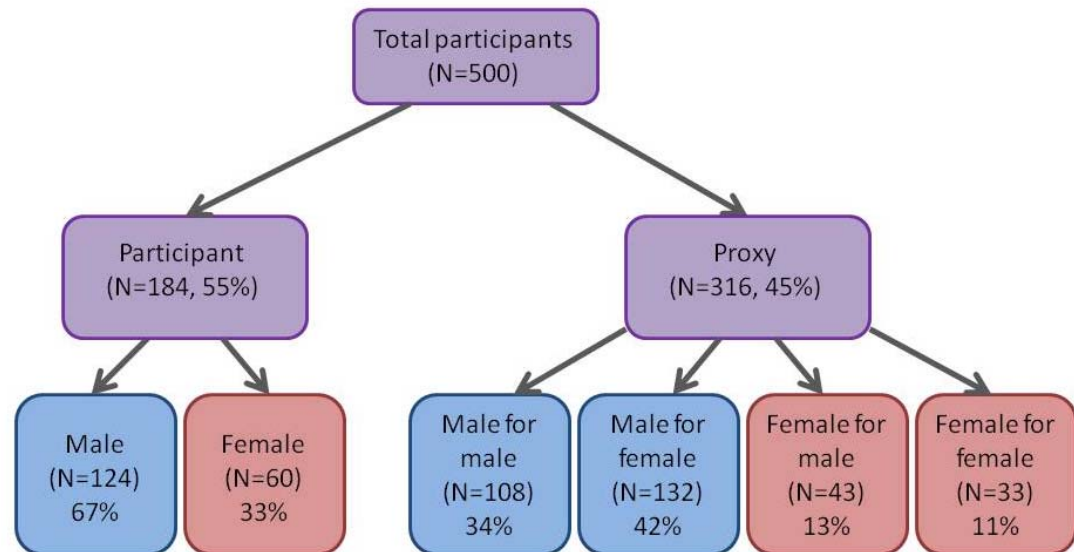 Total participants
(N=500)
Participant
(N=184, 55%)
Proxy
(N=316, 45%)
Male
(N=124)
67%
Female
(N=60)
33%
Male for
male
(N=108)
34%
Male for
female
(N=132)
42%
Female for
male
(N=43)
13%
Female for
female
(N=33)
11%